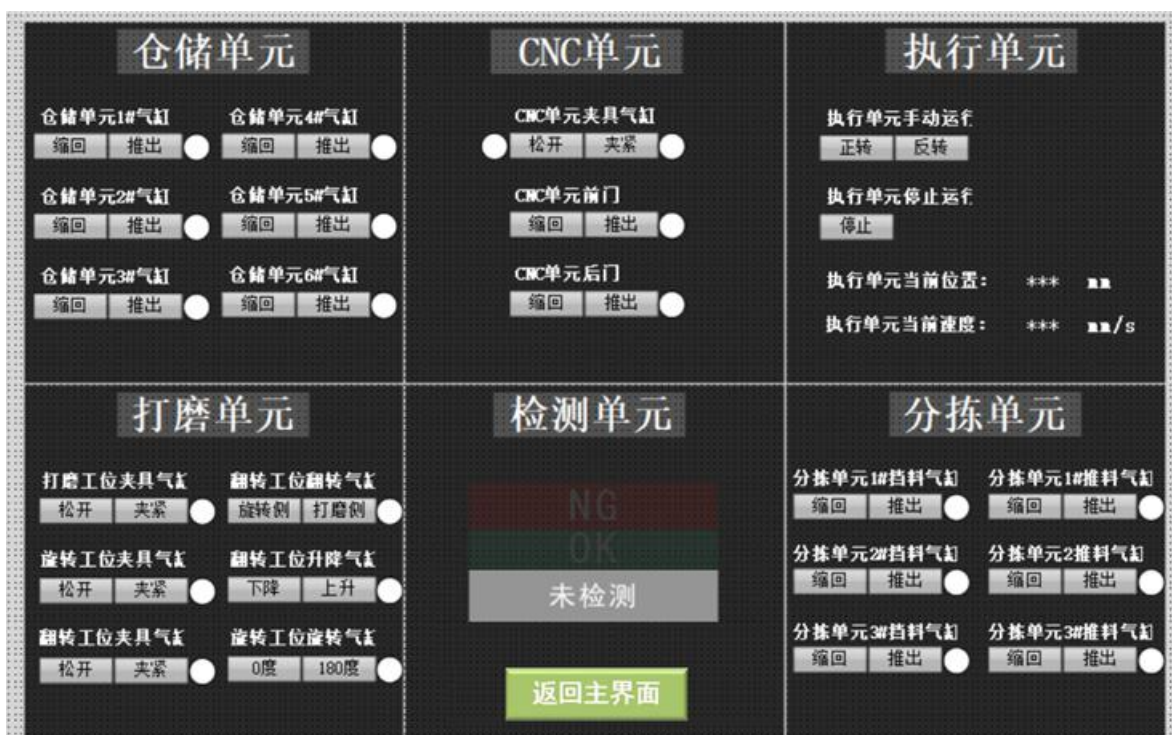 仓储单元
仓储单元1#气缸 仓储单元4#气缸
缩回 推出 缩回 推出
仓储单元2#气缸 仓储单元5#气缸
缩回 推出 缩回 推出
仓储单元3#气缸 仓储单元6#气缸
缩回 推出 缩回 推出
CNC单元
CNC单元夹具气缸
松开 夹紧
CNC单元前门
缩回 推出
CNC单元后门
缩回 推出
执行单元
执行单元手动运行
正转 反转
执行单元停止运行
停止
执行单元当前位置: *** mm
执行单元当前速度: *** mm/s
打磨单元
打磨工位夹具气缸 翻转工位翻转气缸
松开 夹紧 旋转侧 打磨侧
旋转工位夹具气缸 翻转工位升降气缸
松开 夹紧 下降 上升
翻转工位夹具气缸 旋转工位旋转气缸
松开 夹紧 0度 180度
检测单元
NG
OK
未检测
返回主界面
分拣单元
分拣单元1#挡料气缸 分拣单元1#推料气缸
缩回 推出 缩回 推出
分拣单元2#挡料气缸 分拣单元2推料气缸
缩回 推出 缩回 推出
分拣单元3#挡料气缸 分拣单元3#推料气缸
缩回 推出 缩回 推出